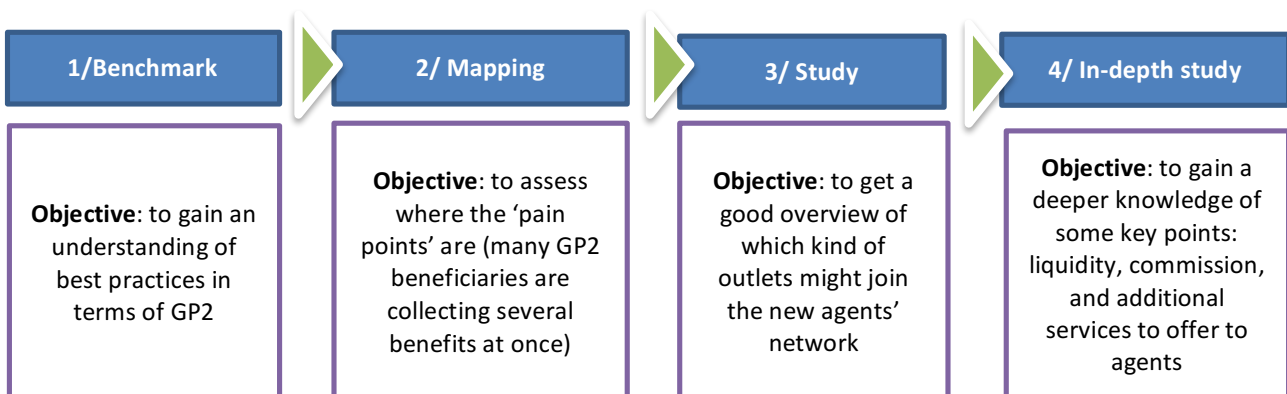 1/Benchmark
Objective: to gain an
understanding of
best practices in
terms of GP2
2/ Mapping
Objective: to assess
where the ‘pain
points’ are (many GP2
beneficiaries are
collecting several
benefits at once)
3/ Study
Objective: to get a
good overview of
which kind of
outlets might join
the new agents’
network
4/ In-depth study
Objective: to gain a
deeper knowledge of
some key points:
liquidity, commission,
and additional
services to offer to
agents